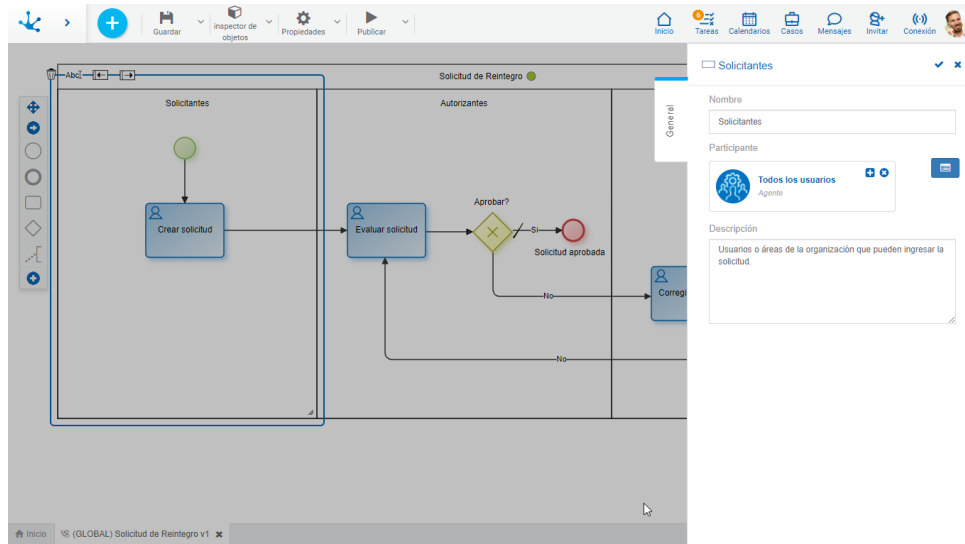 Guardar
inspector de
objetos
Propiedades
Publicar
Inicio
6
Tareas
Calendarios
Casos
Mensajes
Invitar
Conexión
Abc
Solicitud de Reintegro
Solicitantes
Autorizantes
Crear solicitud
Evaluar solicitud
Aprobar?
Si
Solicitud aprobada
No
Corregi
No
General
Solicitantes
Nombre
Solicitantes
Participante
Todos los usuarios
Agente
Descripción
Usuarios o áreas de la organización que pueden ingresar la
solicitud.
Inicio
(GLOBAL) Solicitud de Reintegro v1